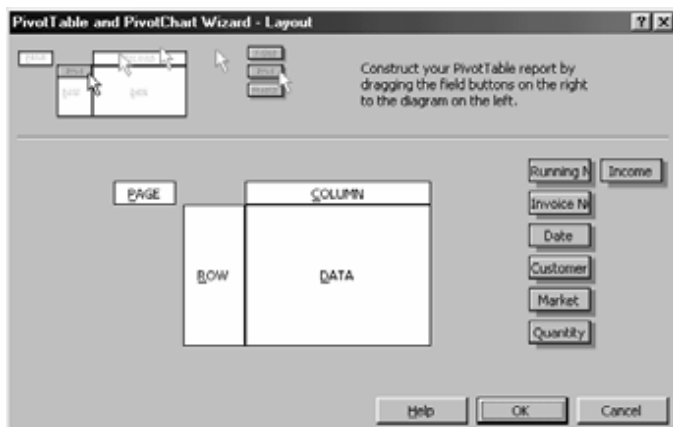 PivotTable and PivotChart Wizard - Layout
Construct your PivotTable report by
dragging the field buttons on the right
to the diagram on the left.
Running N
Income
PAGE
COLUMN
Invoice N
Date
ROW
DATA
Customer
Market
Quantity
Help
OK
Cancel